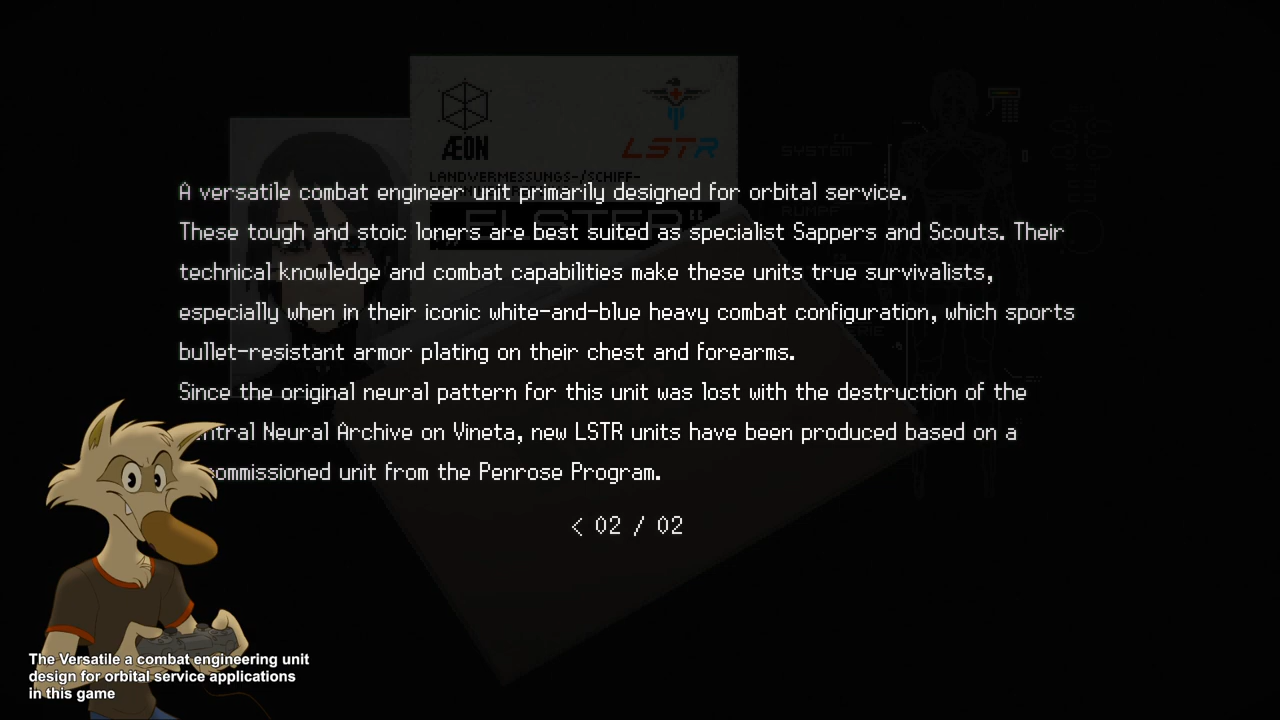 ÆON
LSTR
LANDVERMESSUNGS-/SCHIFF-
„ELSTER“
SYSTEM
A versatile combat engineer unit primarily designed for orbital service.
These tough and stoic loners are best suited as specialist Sappers and Scouts. Their
technical knowledge and combat capabilities make these units true survivalists,
especially when in their iconic white-and-blue heavy combat configuration, which sports
bullet-resistant armor plating on their chest and forearms.
Since the original neural pattern for this unit was lost with the destruction of the
Neural Archive on Vineta, new LSTR units have been produced based on a
unit from the Penrose Program.
< 02 / 02
The Versatile a combat engineering unit
design for orbital service applications
in this game